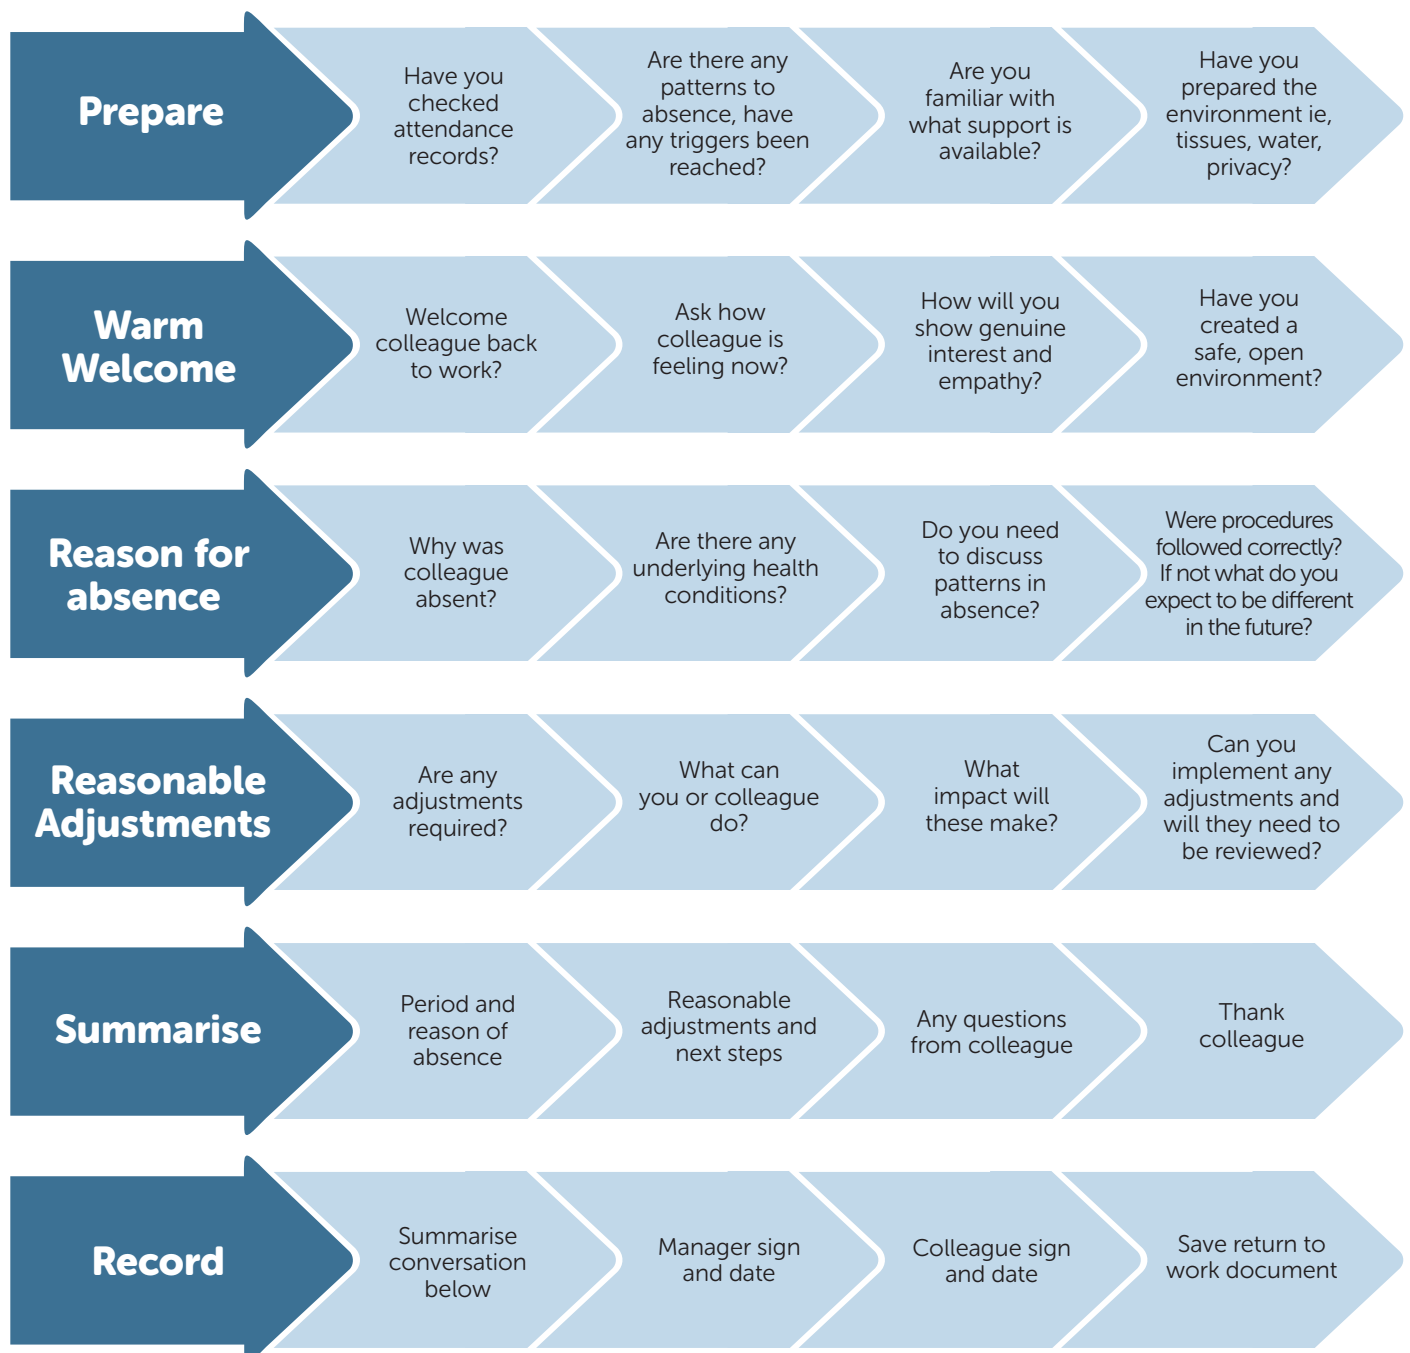 Prepare
Have you
checked
attendance
records?
Are there any
patterns to
absence, have
any triggers been
reached?
Are you
familiar with
what support is
available?
Have you
prepared the
environment ie,
tissues, water,
privacy?
Warm
Welcome
Welcome
colleague back
to work?
Ask how
colleague is
feeling now?
How will you
show genuine
interest and
empathy?
Have you
created a
safe, open
environment?
Reason for
absence
Why was
colleague
absent?
Are there any
underlying health
conditions?
Do you need
to discuss
patterns in
absence?
Were procedures
followed correctly?
If not what do you
expect to be different
in the future?
Reasonable
Adjustments
Are any
adjustments
required?
What can
you or colleague
do?
What
impact will
these make?
Can you
implement any
adjustments and
will they need to
be reviewed?
Summarise
Period and
reason of
absence
Reasonable
adjustments and
next steps
Any questions
from colleague
Thank
colleague
Record
Summarise
conversation
below
Manager sign
and date
Colleague sign
and date
Save return to
work document